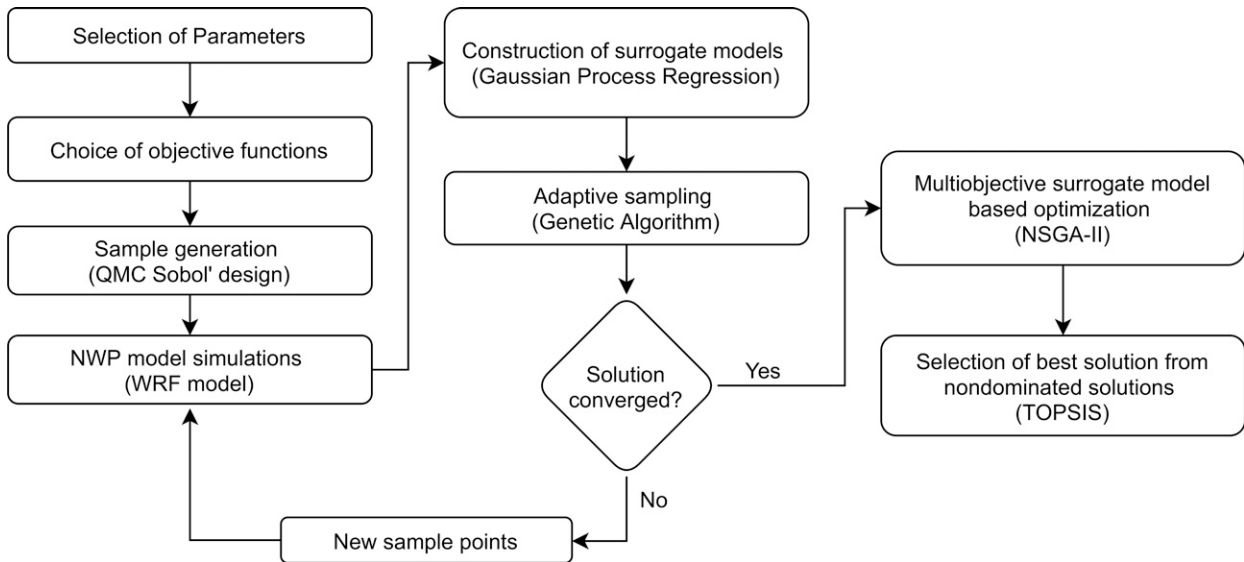 Selection of Parameters
Choice of objective functions
Sample generation
(QMC Sobol' design)
NWP model simulations
(WRF model)
Construction of surrogate models
(Gaussian Process Regression)
Adaptive sampling
(Genetic Algorithm)
Solution
converged?
Yes
No
New sample points
Multiobjective surrogate model
based optimization
(NSGA-II)
Selection of best solution from
nondominated solutions
(TOPSIS)